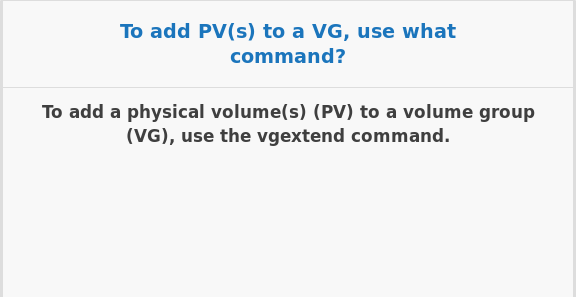 To add PV(s) to a VG, use what
command?
To add a physical volume(s) (PV) to a volume group
(VG), use the vgextend command.